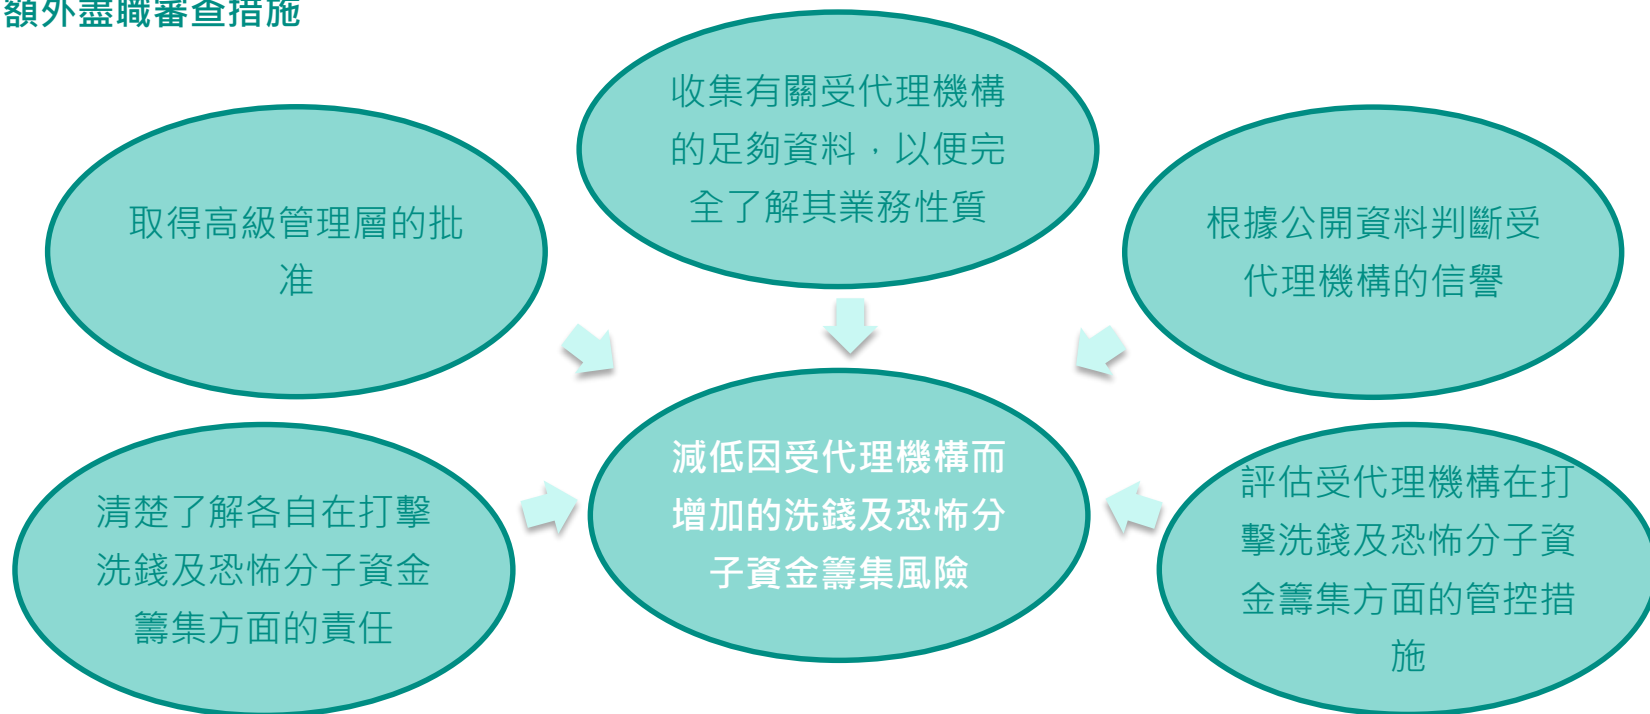 額外盡職審查措施
收集有關受代理機構
的足夠資料，以便完
全了解其業務性質
取得高級管理層的批
准
根據公開資料判斷受
代理機構的信譽
減低因受代理機構而
增加的洗錢及恐怖分
子資金籌集風險
清楚了解各自在打擊
洗錢及恐怖分子資金
籌集方面的責任
評估受代理機構在打
擊洗錢及恐怖分子資
金籌集方面的管控措
施